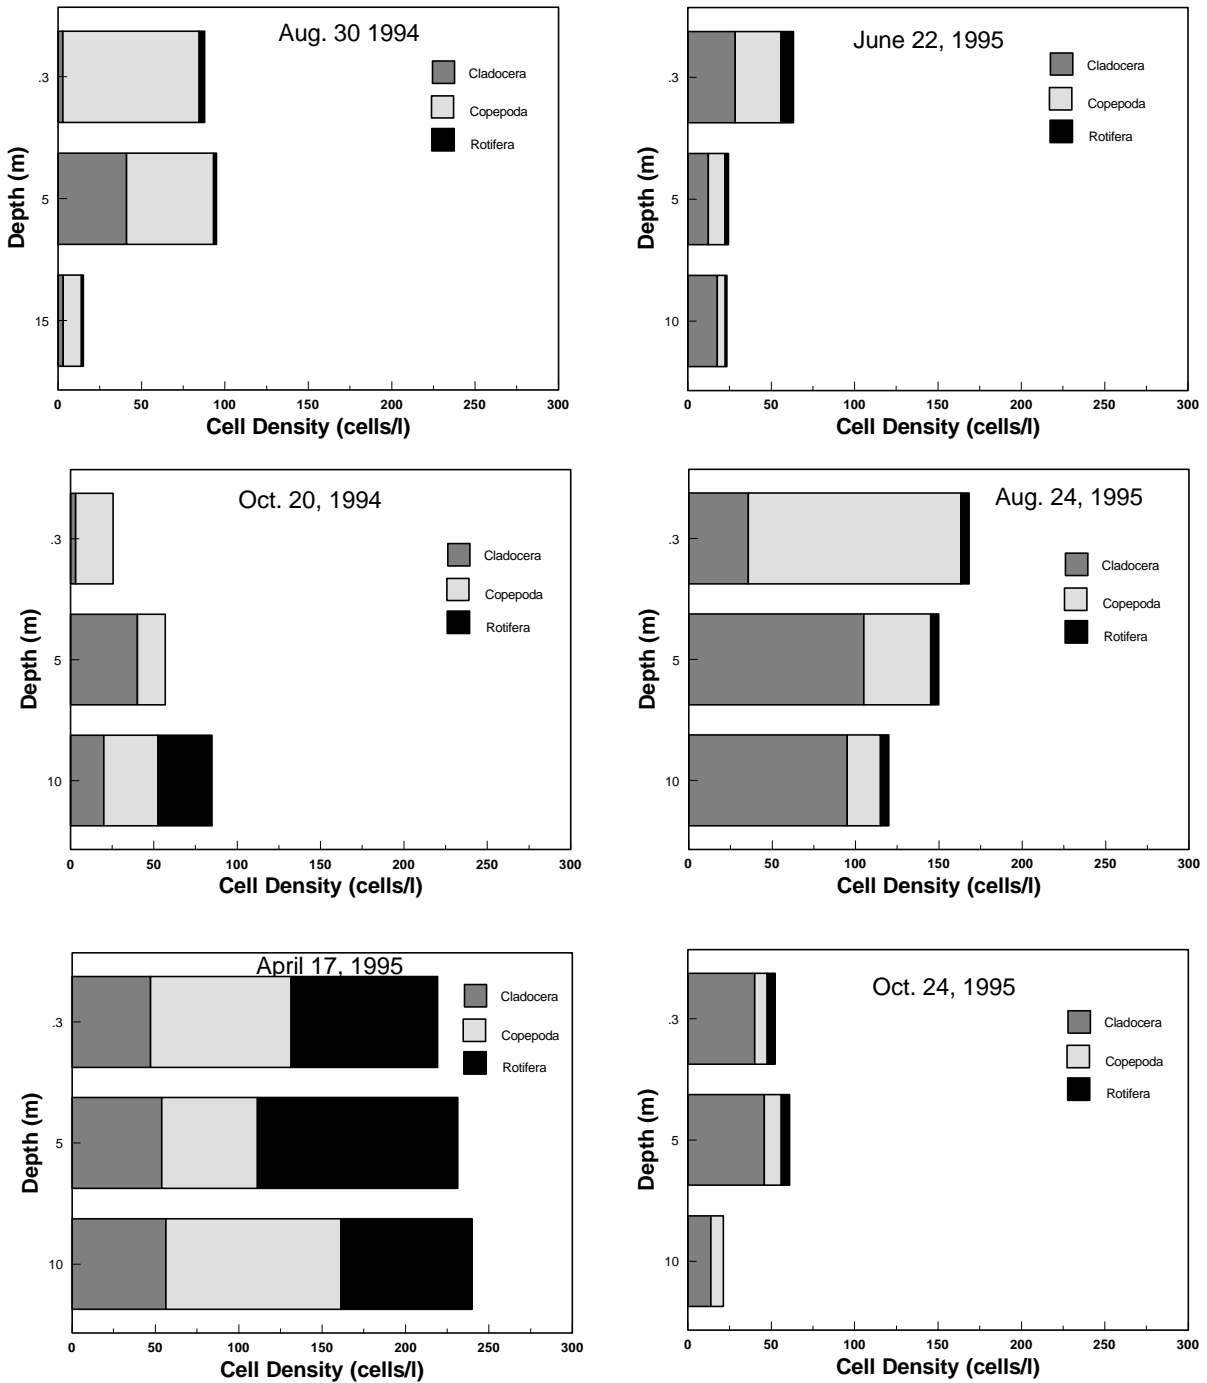 Aug. 30 1994
Cladocera
Copepoda
Rotifera
Depth (m)
.3
5
15
0 50 100 150 200 250 300
Cell Density (cells/l)
June 22, 1995
Cladocera
Copepoda
Rotifera
Depth (m)
.3
5
10
0 50 100 150 200 250 300
Cell Density (cells/l)
Oct. 20, 1994
Cladocera
Copepoda
Rotifera
Depth (m)
.3
5
10
0 50 100 150 200 250 300
Cell Density (cells/l)
Aug. 24, 1995
Cladocera
Copepoda
Rotifera
Depth (m)
.3
5
10
0 50 100 150 200 250 300
Cell Density (cells/l)
April 17, 1995
Cladocera
Copepoda
Rotifera
Depth (m)
.3
5
10
0 50 100 150 200 250 300
Cell Density (cells/l)
Oct. 24, 1995
Cladocera
Copepoda
Rotifera
Depth (m)
.3
5
10
0 50 100 150 200 250 300
Cell Density (cells/l)